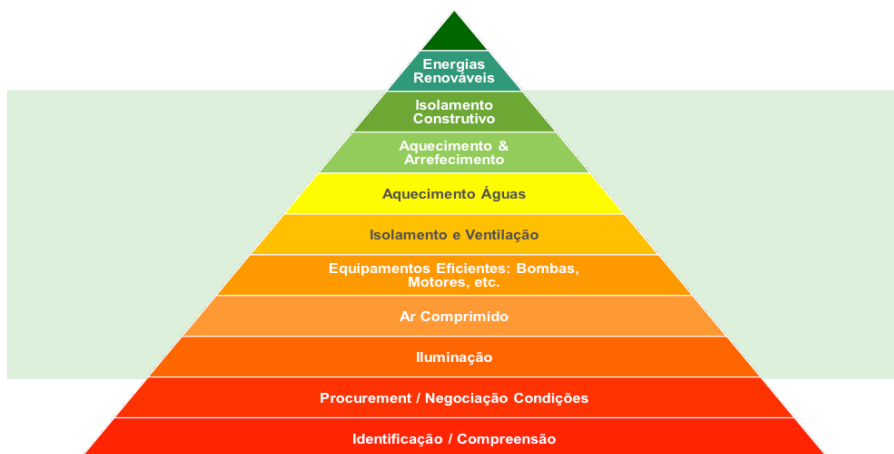 Energias
Renováveis
Isolamento
Construtivo
Aquecimento &
Arrefecimento
Aquecimento Águas
Isolamento e Ventilação
Equipamentos Eficientes: Bombas,
Motores, etc.
Ar Comprimido
Iluminação
Procurement / Negociação Condições
Identificação / Compreensão